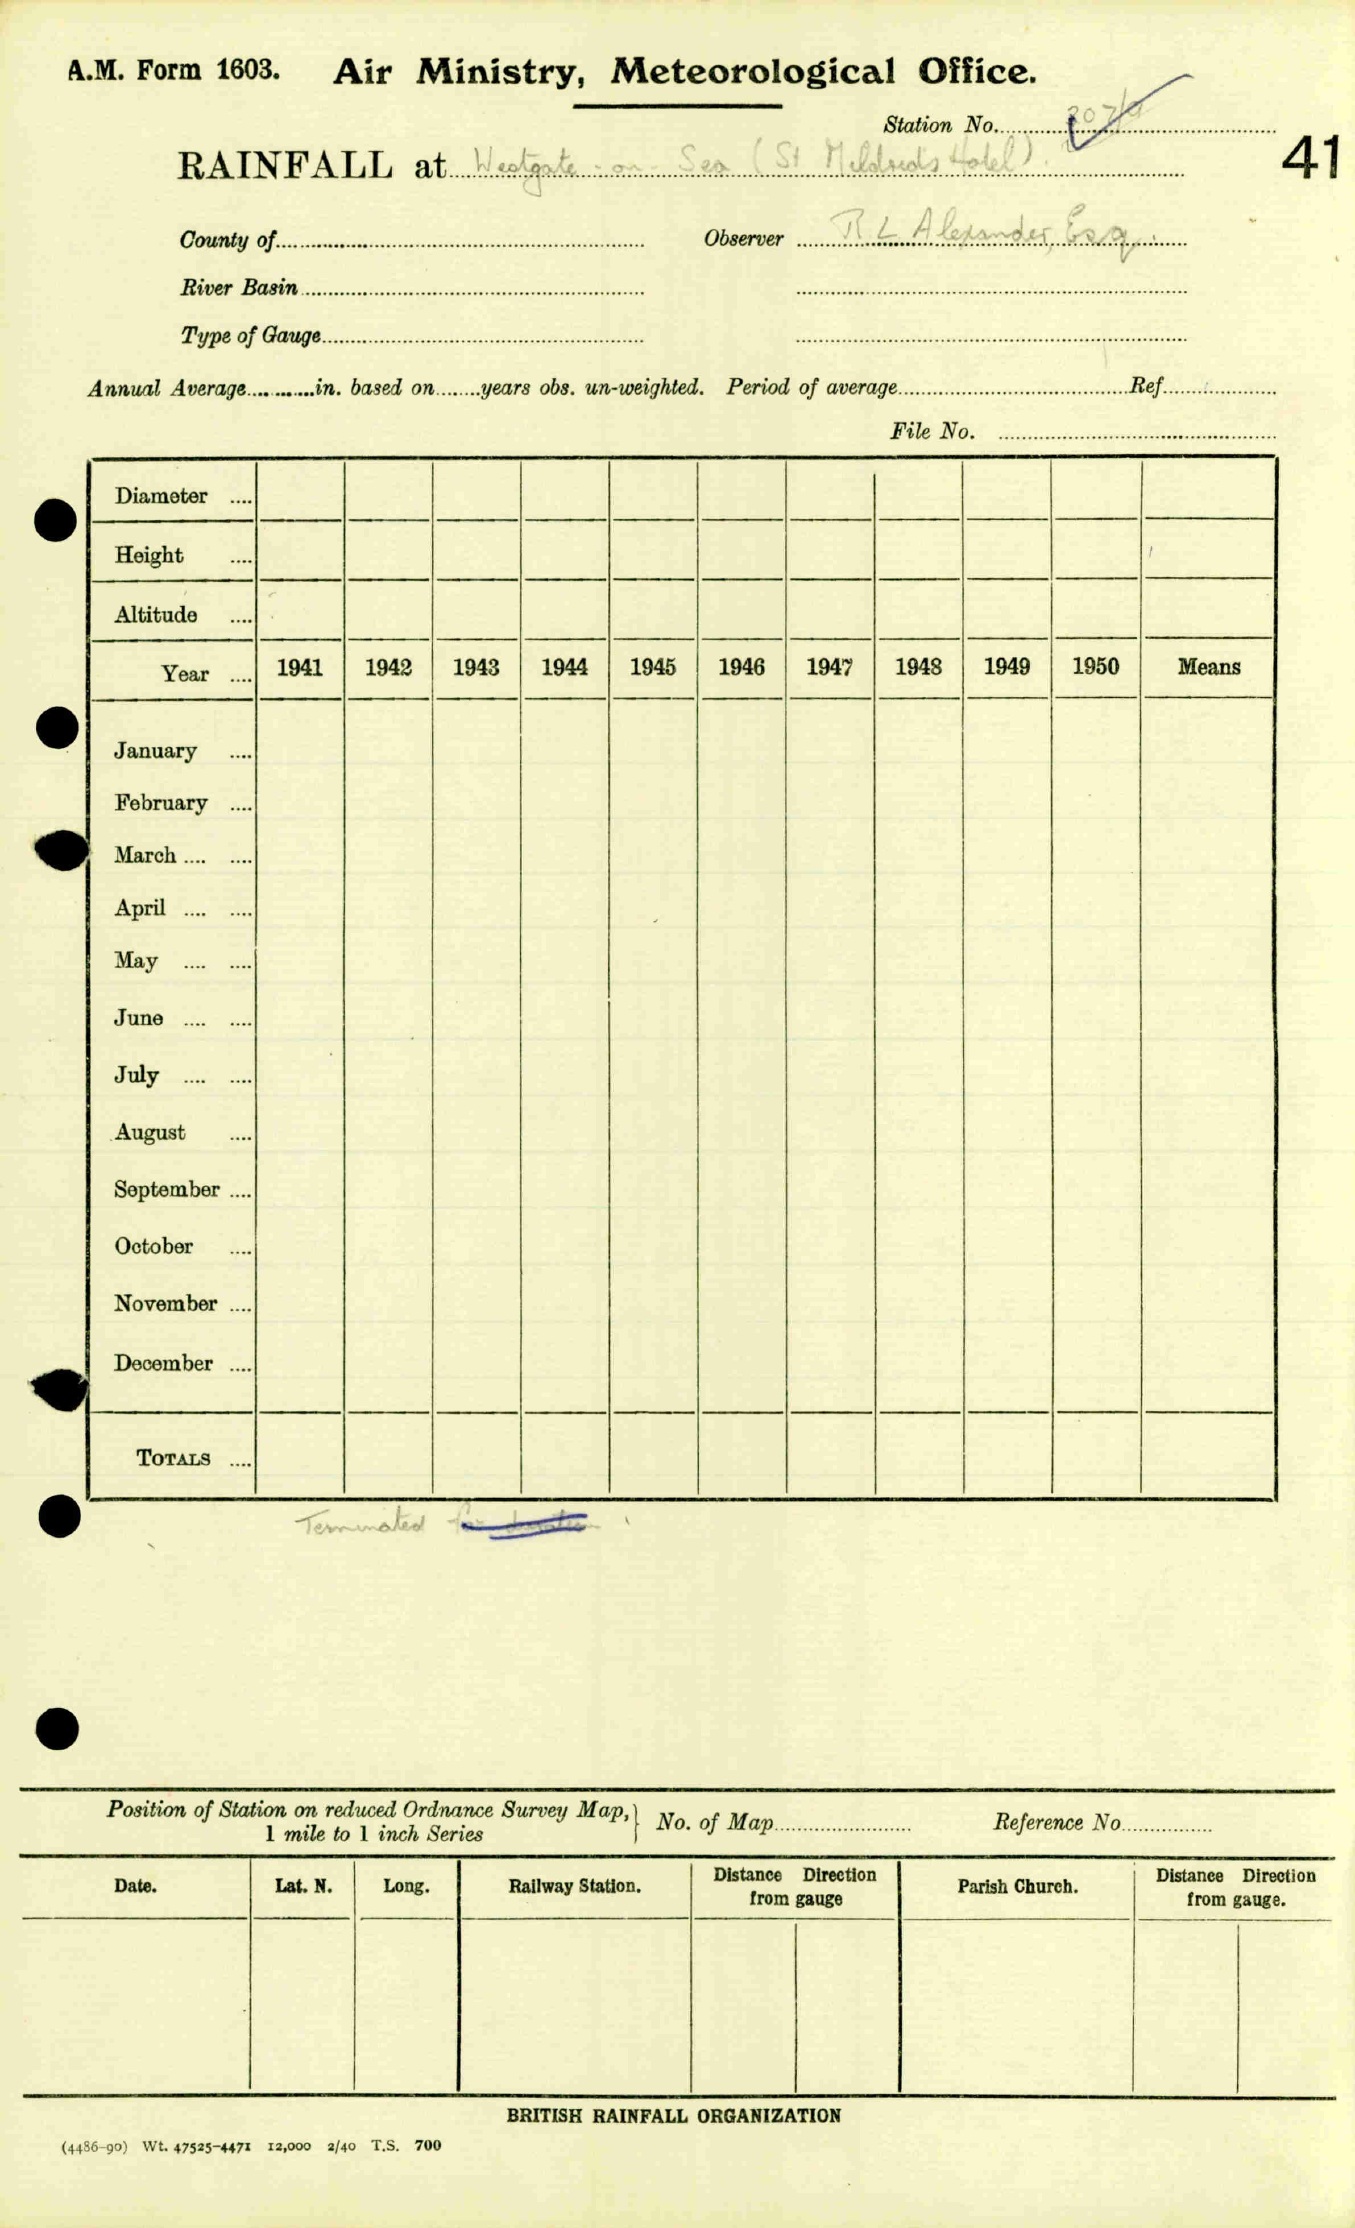 A.M. Form 1603. Air Ministry, Meteorological Office.
Station No.
RAINFALL at Westgate-on-Sea (St Mildreds Hotel).
41
County of Observer R L Alexander, Esq.
River Basin
Type of Gauge
Annual Average in. based on years obs. un-weighted. Period of average Ref.
File No.
Diameter
Height
Altitude
Year 1941 1942 1943 1944 1945 1946 1947 1948 1949 1950 Means
January
February
March
April
May
June
July
August
September
October
November
December
TOTALS
Terminated for duration
Position of Station on reduced Ordnance Survey Map, 1 mile to 1 inch Series } No. of Map Reference No.
Date. Lat. N. Long. Railway Station. Distance Direction from gauge Parish Church. Distance Direction from gauge.
BRITISH RAINFALL ORGANIZATION
(4486-90) Wt. 47525-4471 12,000 2/40 T.S. 700